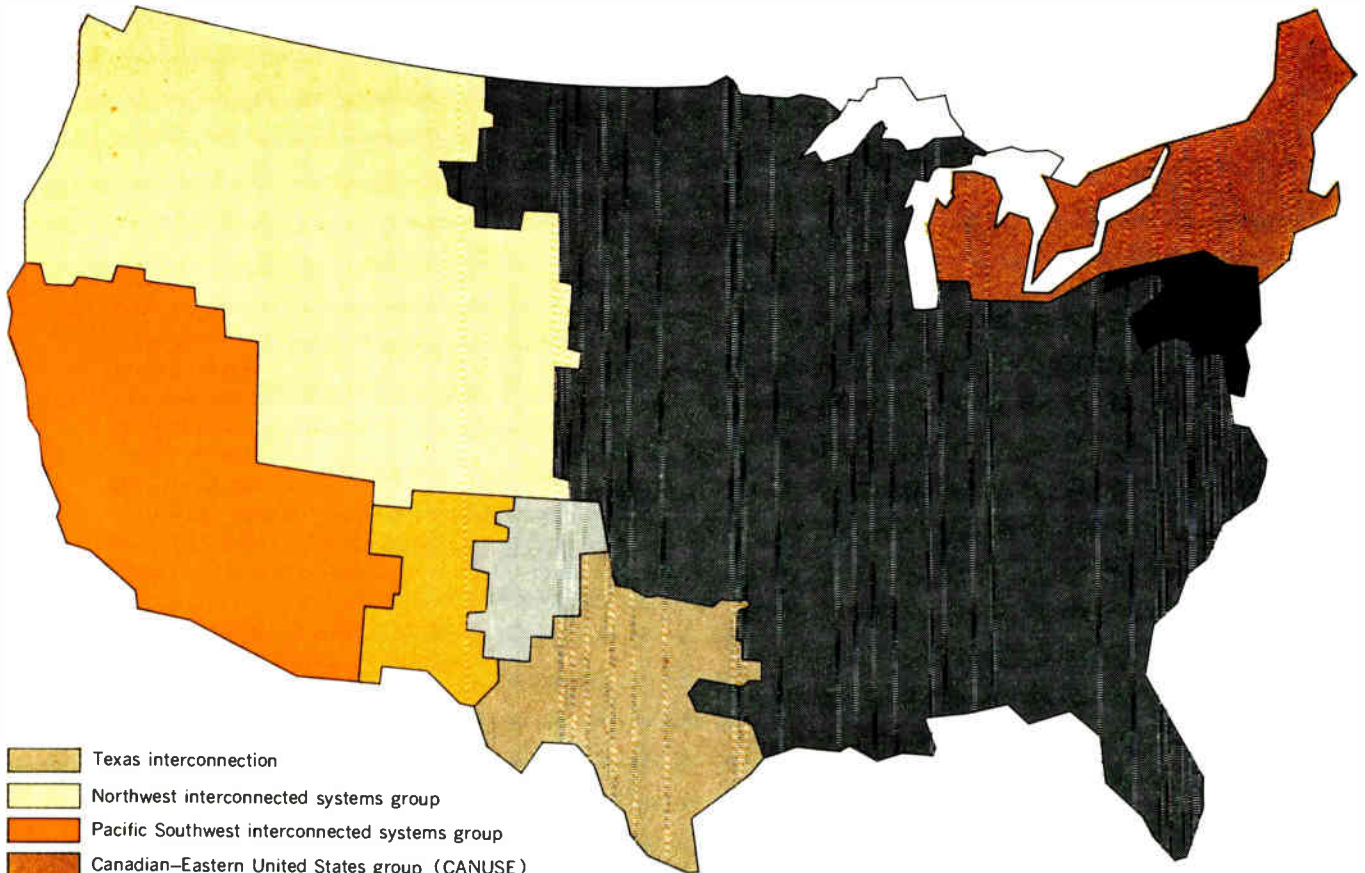 Texas interconnection
Northwest interconnected systems group
Pacific Southwest interconnected systems group
Canadian–Eastern United States group (CANUSE)